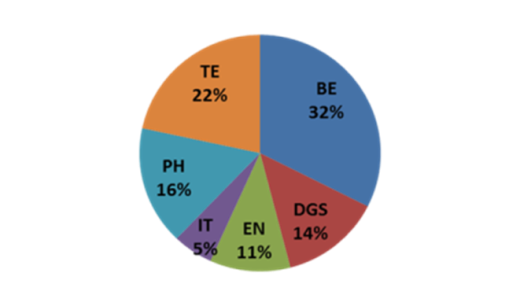 TE
22%
BE
32%
PH
16%
DGS
14%
IT
5%
EN
11%